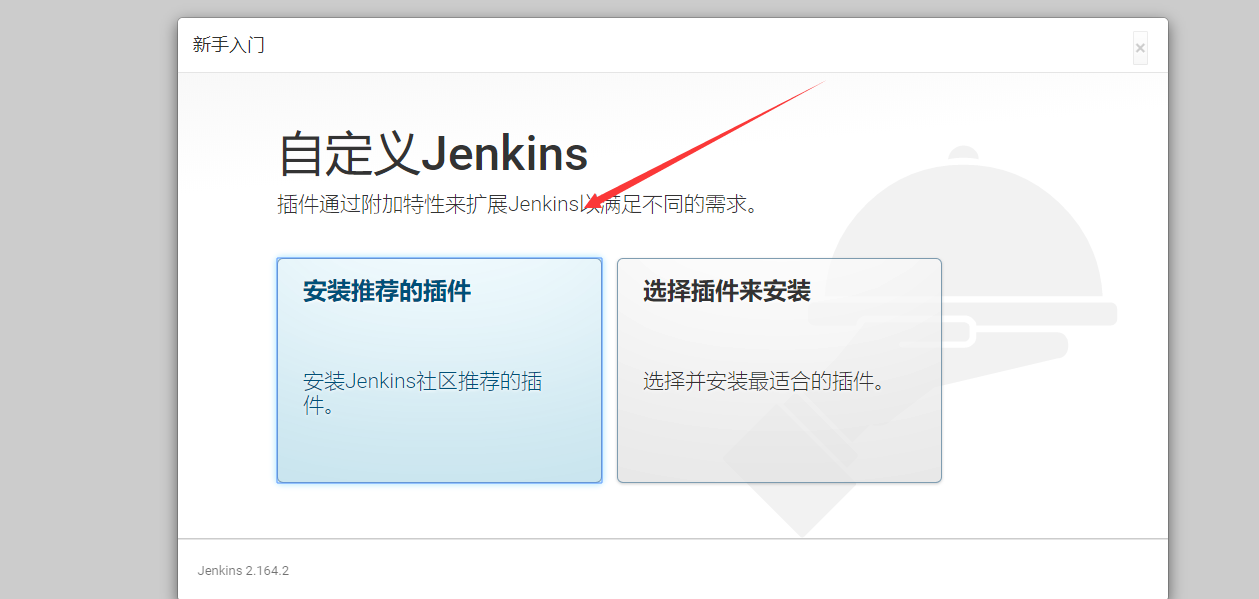 新手入门
×
自定义Jenkins
插件通过附加特性来扩展Jenkins以满足不同的需求。
安装推荐的插件
安装Jenkins社区推荐的插
件。
选择插件来安装
选择并安装最适合的插件。
Jenkins 2.164.2